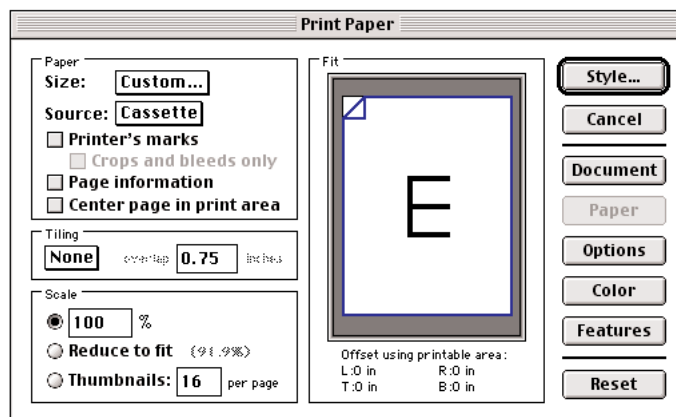 Print Paper
Paper
Size: Custom...
Source: Cassette
Printer's marks
Crops and bleeds only
Page information
Center page in print area
Tiling
None overlap 0.75 inches
Scale
100 %
Reduce to fit (91.9%)
Thumbnails: 16 per page
Fit
E
Offset using printable area:
L:0 in R:0 in
T:0 in B:0 in
Style...
Cancel
Document
Paper
Options
Color
Features
Reset